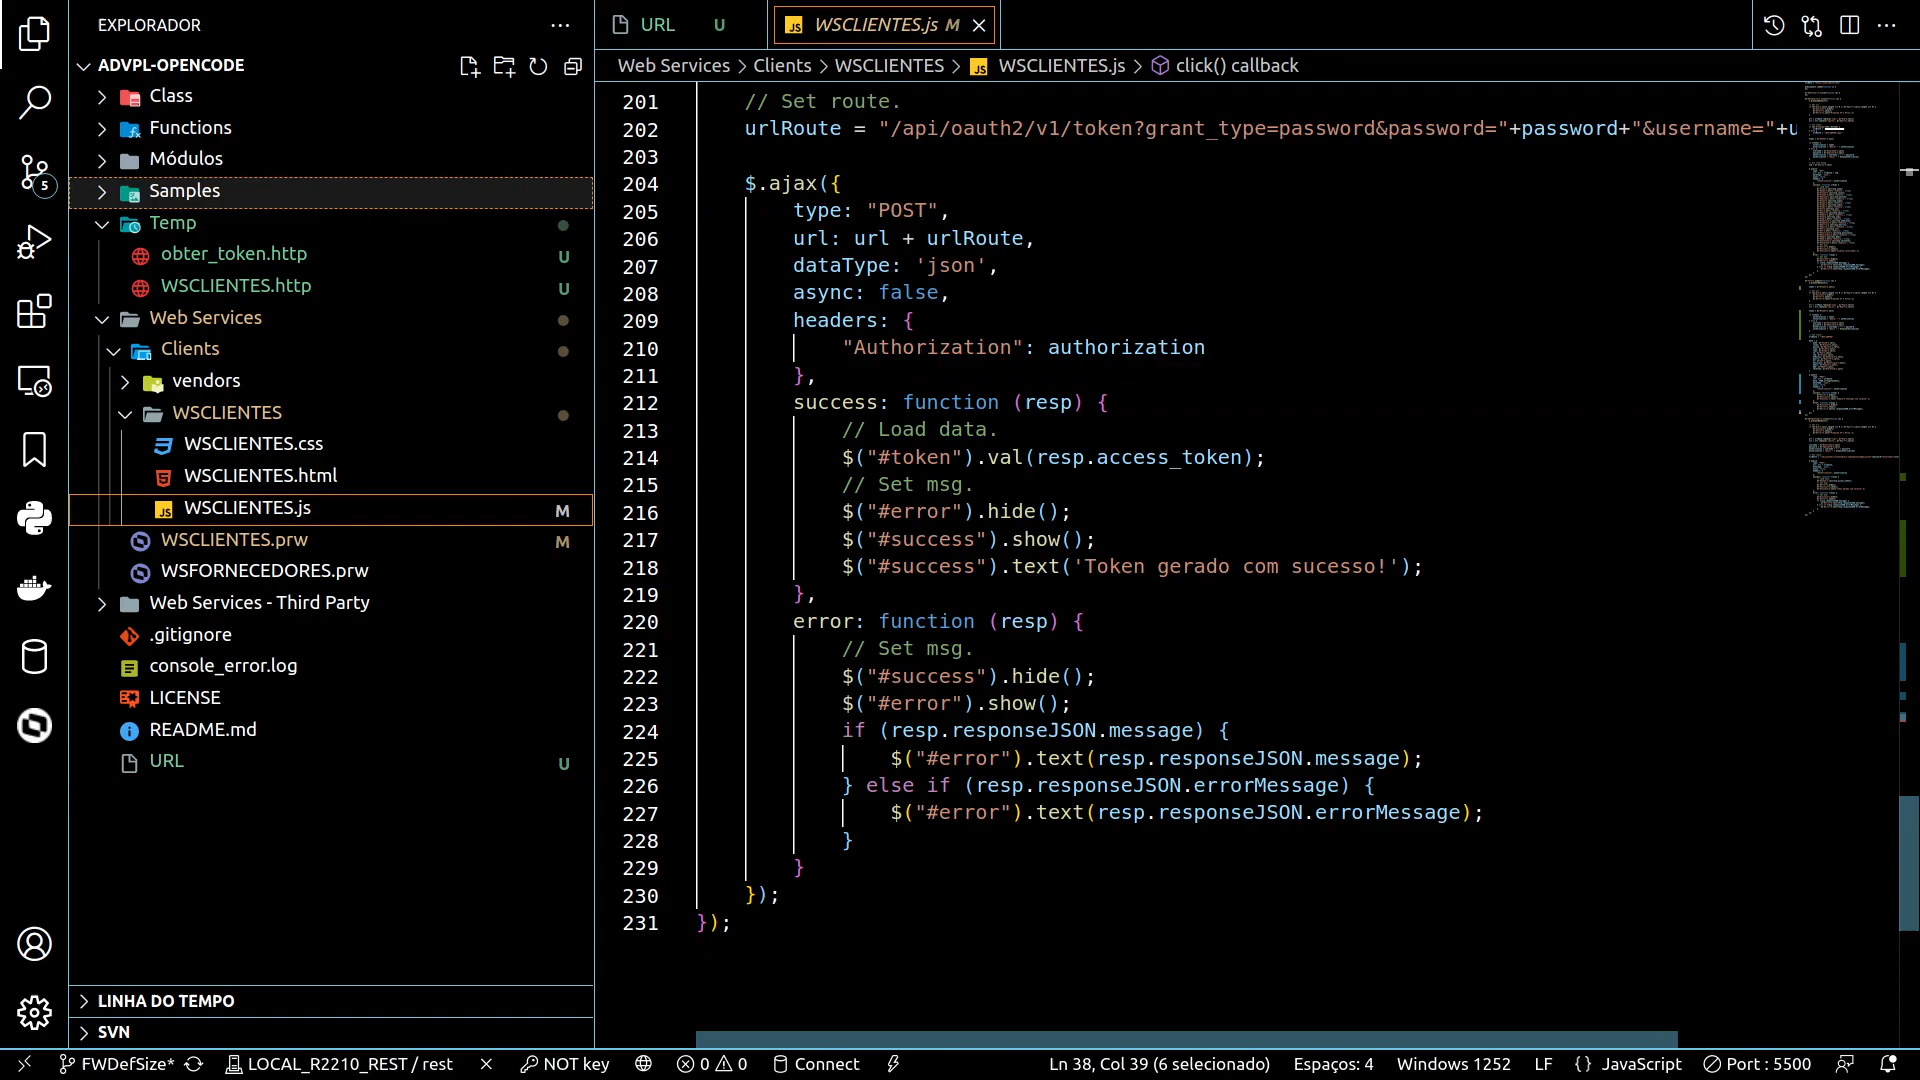 EXPLORADOR
ADVPL-OPENCODE
Class
Functions
Módulos
Samples
Temp
obter_token.http U
WSCLIENTES.http U
Web Services
Clients
vendors
WSCLIENTES
WSCLIENTES.css
WSCLIENTES.html
WSCLIENTES.js M
WSCLIENTES.prw M
WSFORNECEDORES.prw
Web Services - Third Party
.gitignore
console_error.log
LICENSE
README.md
URL U
LINHA DO TEMPO
SVN
5
URL U
WSCLIENTES.js M
Web Services > Clients > WSCLIENTES > WSCLIENTES.js > click() callback
201 // Set route.
202 urlRoute = "/api/oauth2/v1/token?grant_type=password&password="+password+"&username="+u
203
204 $.ajax({
205 type: "POST",
206 url: url + urlRoute,
207 dataType: 'json',
208 async: false,
209 headers: {
210 "Authorization": authorization
211 },
212 success: function (resp) {
213 // Load data.
214 $("#token").val(resp.access_token);
215 // Set msg.
216 $("#error").hide();
217 $("#success").show();
218 $("#success").text('Token gerado com sucesso!');
219 },
220 error: function (resp) {
221 // Set msg.
222 $("#success").hide();
223 $("#error").show();
224 if (resp.responseJSON.message) {
225 $("#error").text(resp.responseJSON.message);
226 } else if (resp.responseJSON.errorMessage) {
227 $("#error").text(resp.responseJSON.errorMessage);
228 }
229 }
230 });
231 });
FWDefSize* LOCAL_R2210_REST / rest NOT key 0 0 Connect Ln 38, Col 39 (6 selecionado) Espaços: 4 Windows 1252 LF {} JavaScript Port : 5500